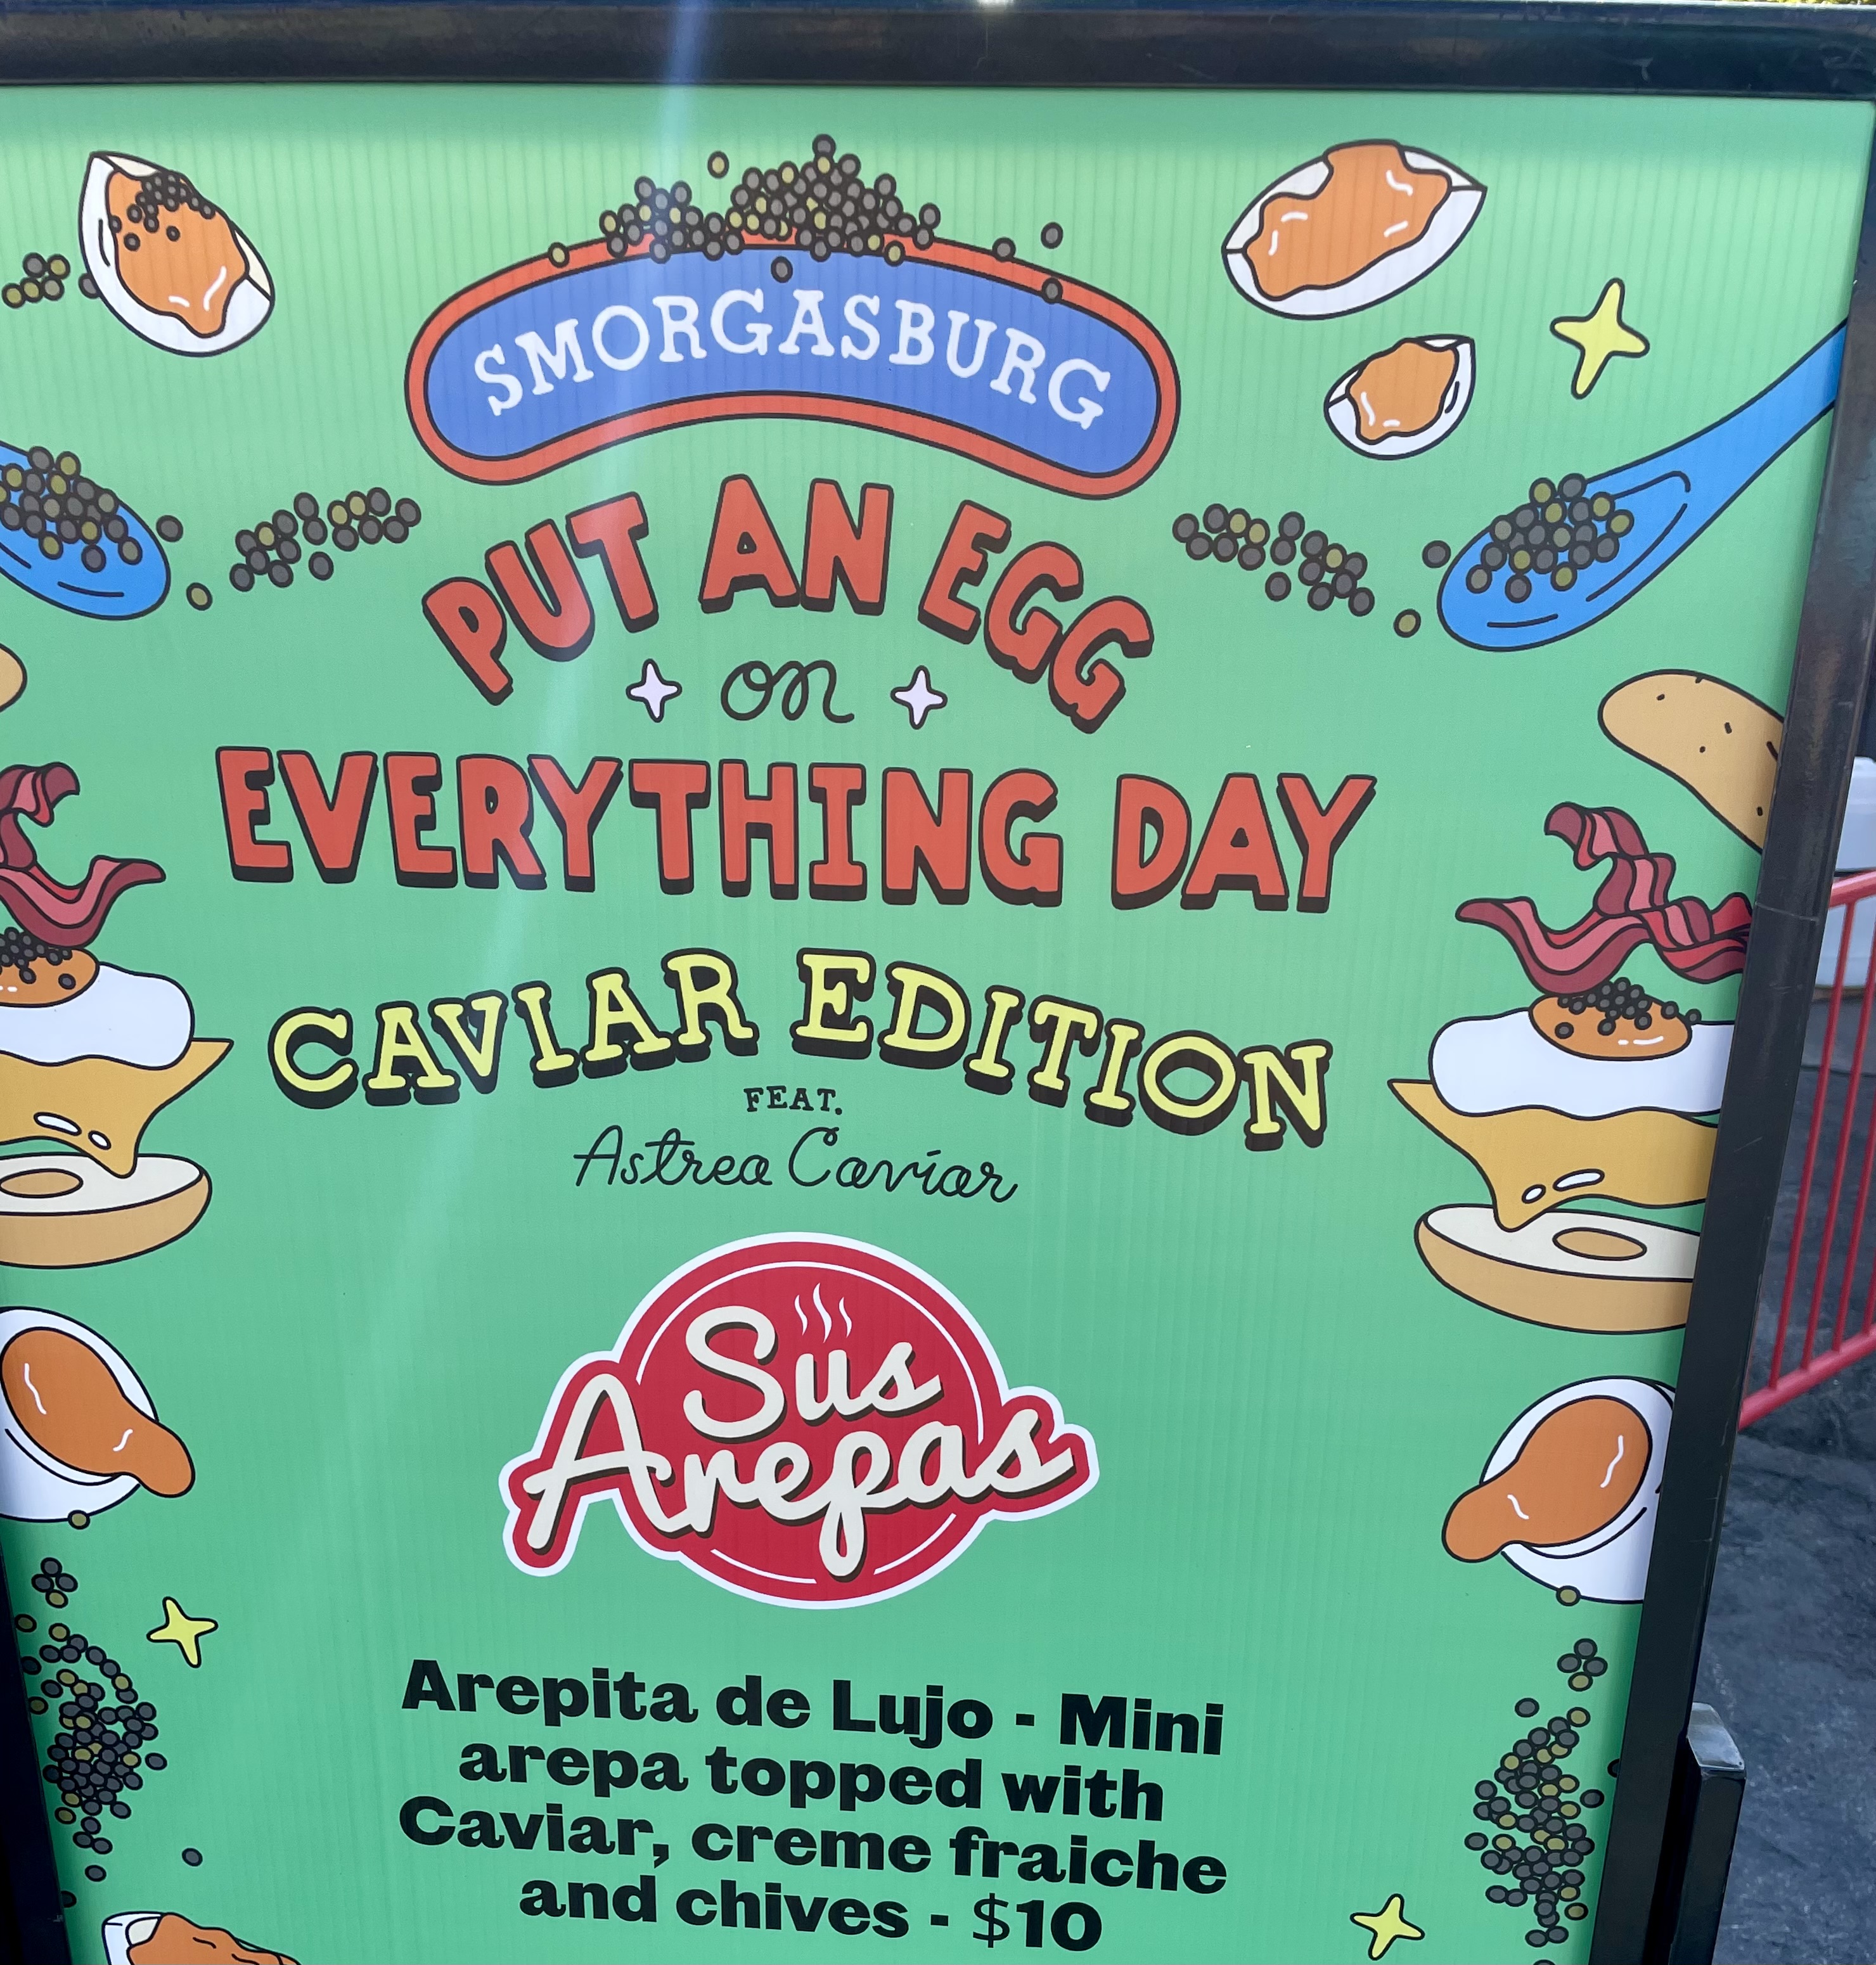 SMORGASBURG
PUT AN EGG
on
EVERYTHING DAY
CAVIAR EDITION
FEAT.
Astrea Caviar
Sus
Arepas
Arepita de Lujo - Mini
arepa topped with
Caviar, creme fraiche
and chives - $10